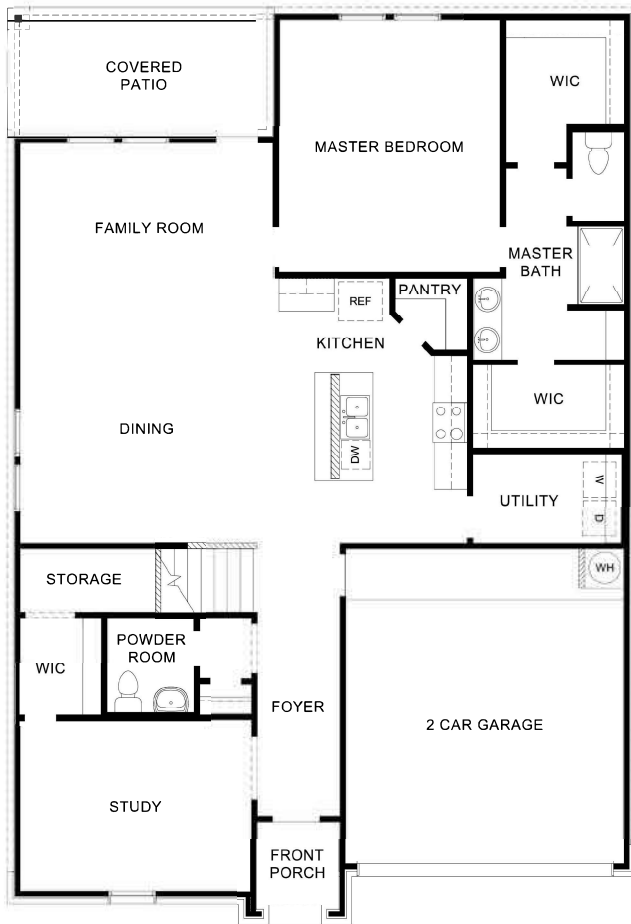 COVERED
PATIO
WIC
MASTER BEDROOM
FAMILY ROOM
MASTER
BATH
PANTRY
REF
KITCHEN
WIC
DINING
DW
UTILITY
W
D
WH
STORAGE
POWDER
ROOM
WIC
FOYER
2 CAR GARAGE
STUDY
FRONT
PORCH